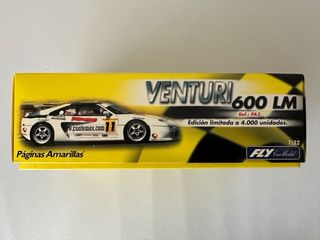 VENTURI 600 LM
Ref.: PA2
Edición limitada a 4.000 unidades.
11
Páginas Amarillas
1:32
FLY Car Model